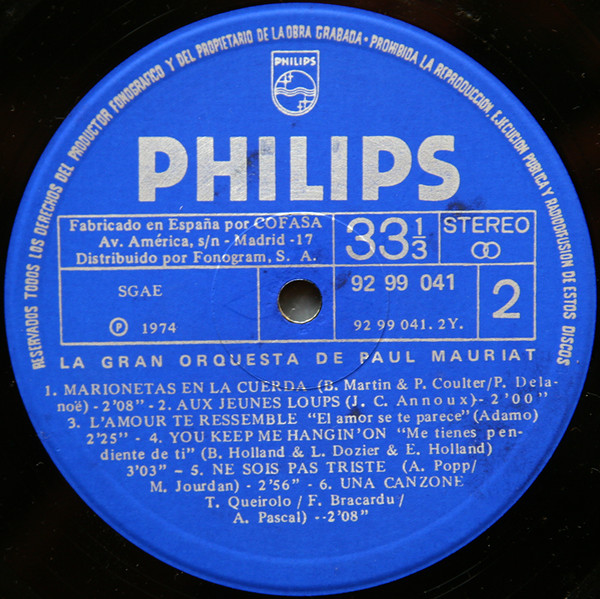 RESERVADOS TODOS LOS DERECHOS DEL PRODUCTOR FONOGRAFICO Y DEL PROPIETARIO DE LA OBRA GRABADA • PROHIBIDA LA REPRODUCCION, EJECUCION PUBLICA Y RADIODIFUSION DE ESTOS DISCOS
PHILIPS
PHILIPS
Fabricado en España por COFASA
Av. América, s/n - Madrid -17
Distribuido por Fonogram, S. A.
33 1/3
STEREO
SGAE
℗ 1974
92 99 041
92 99 041. 2Y.
2
LA GRAN ORQUESTA DE PAUL MAURIAT
1. MARIONETAS EN LA CUERDA (B. Martin & P. Coulter/P. Dela-
noë) - 2'08" - 2. AUX JEUNES LOUPS (J. C. Annoux)- 2'00"
3. L'AMOUR TE RESSEMBLE "El amor se te parece" (Adamo)
2'25" - 4. YOU KEEP ME HANGIN'ON "Me tienes pen-
diente de ti" (B. Holland & L. Dozier & E. Holland)
3'03" - 5. NE SOIS PAS TRISTE (A. Popp/
M. Jourdan) - 2'56" - 6. UNA CANZONE
T. Queirolo / F. Bracardu /
A. Pascal) --2'08"